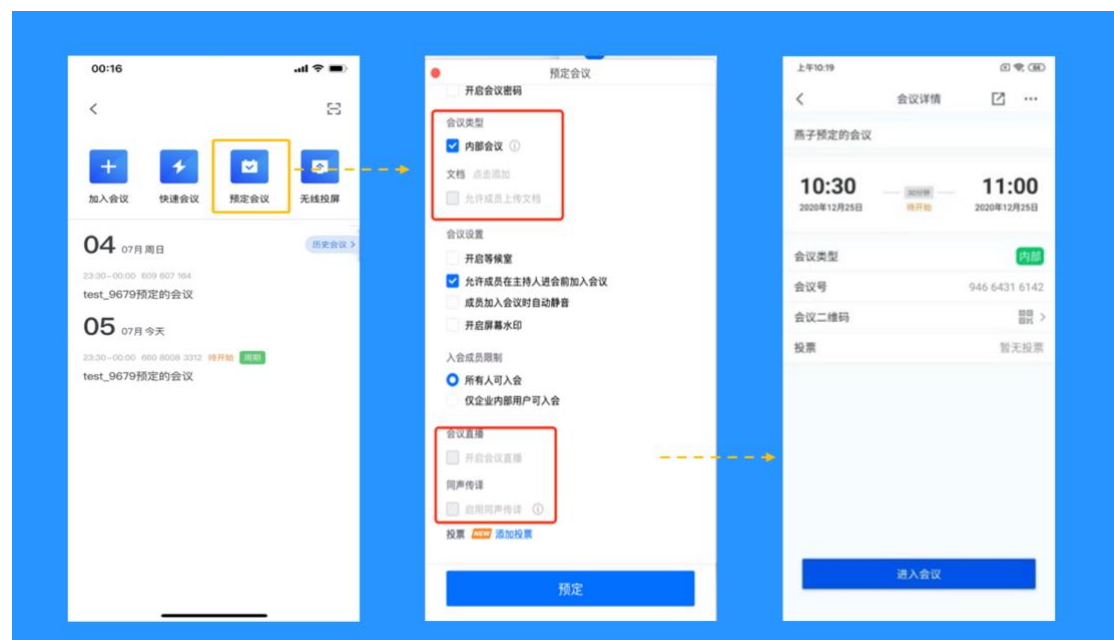 00:16
加入会议
快速会议
预定会议
无线投屏
04 07月 周日
历史会议 >
23:30-00:00 609 607 164
test_9679预定的会议
05 07月 今天
23:30-00:00 660 8008 3312 待开始 周期
test_9679预定的会议
预定会议
开启会议密码
会议类型
内部会议
文档 点击添加
允许成员上传文档
会议设置
开启等候室
允许成员在主持人进会前加入会议
成员加入会议时自动静音
开启屏幕水印
入会成员限制
所有人可入会
仅企业内部用户可入会
会议直播
开启会议直播
同声传译
启用同声传译
投票 NEW 添加投票
预定
上午10:19
会议详情
燕子预定的会议
10:30 30分钟 11:00
2020年12月25日 待开始 2020年12月25日
会议类型 内部
会议号 946 6431 6142
会议二维码
投票 暂无投票
进入会议